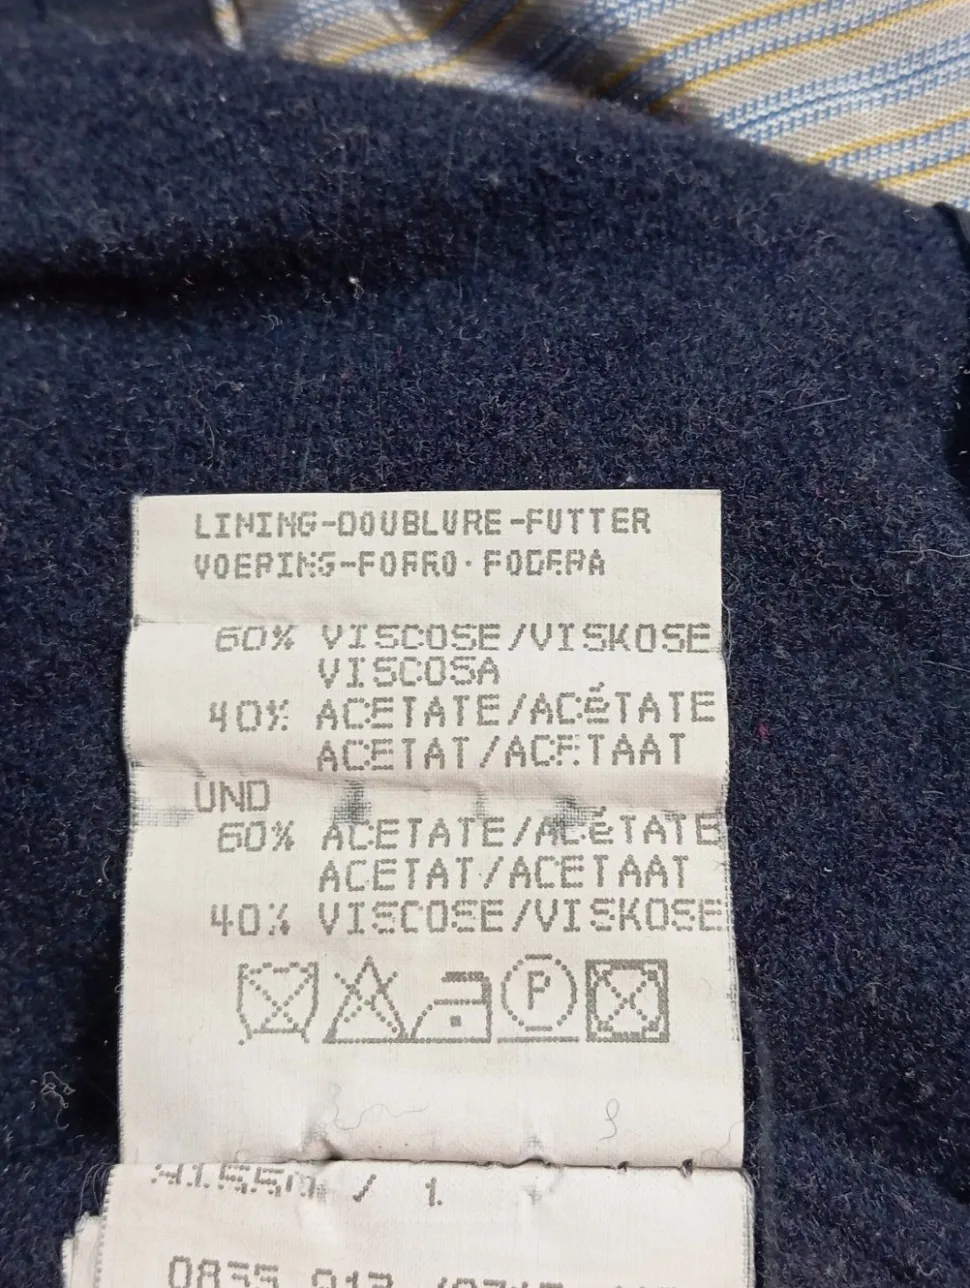 LINING-DOUBLURE-FUTTER
VOERING-FORRO·FODERA
60% VISCOSE/VISKOSE
VISCOSA
40% ACETATE/ACéTATE
ACETAT/ACETAAT
UND
60% ACETATE/ACéTATE
ACETAT/ACETAAT
40% VISCOSE/VISKOSE
P
/ 1
0835